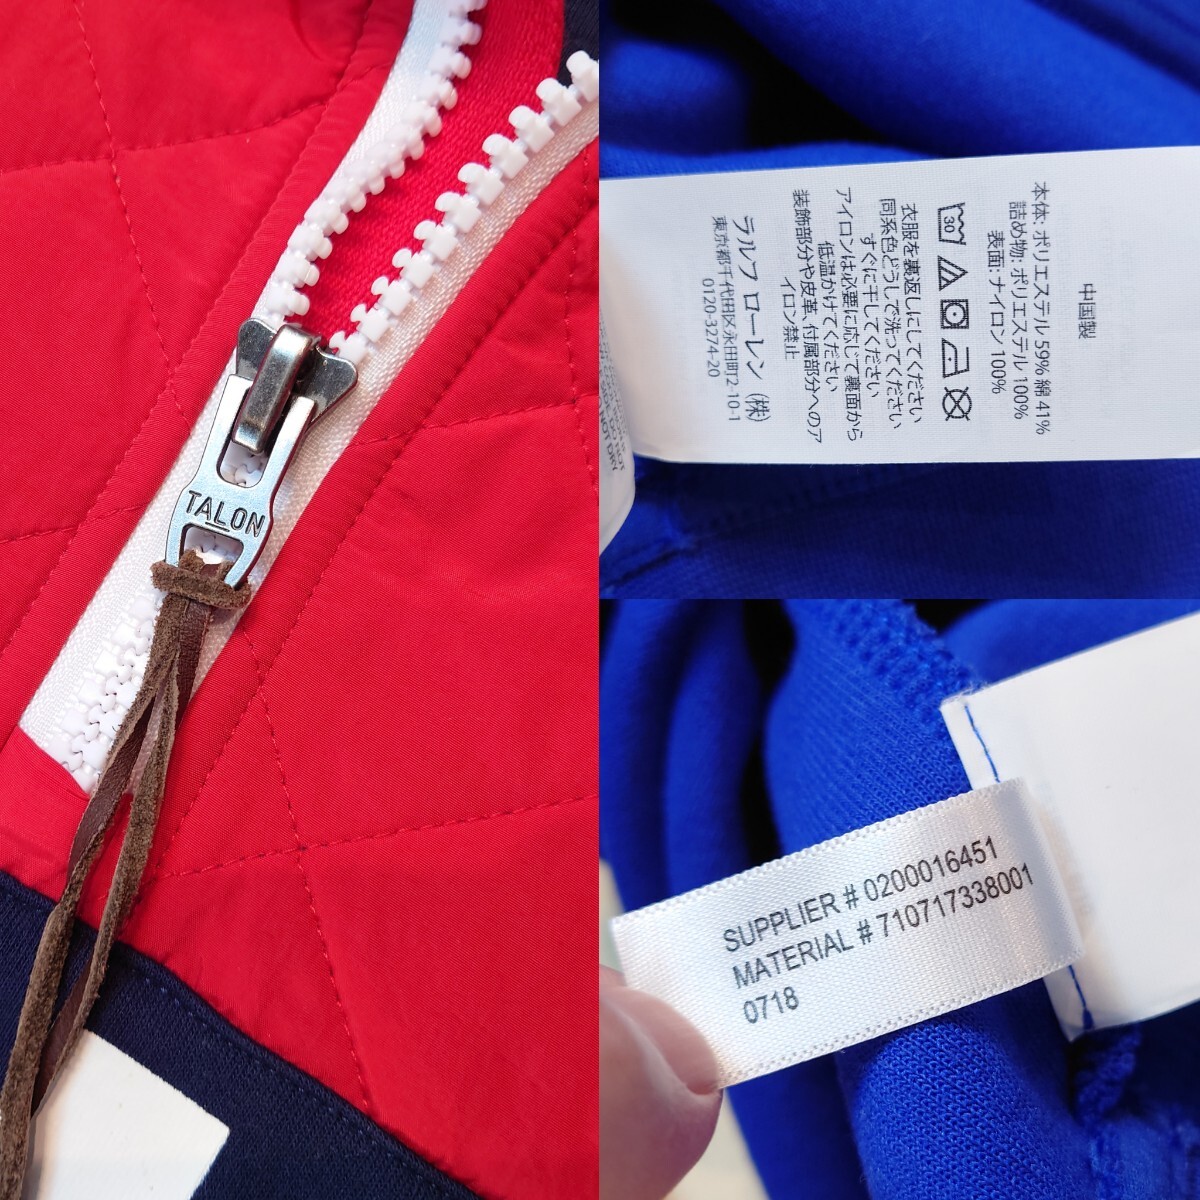 TALON
中国製
本体: ポリエステル 59% 綿 41%
詰め物: ポリエステル 100%
表面: ナイロン 100%
30
衣服を裏返しにしてください
同系色どうしで洗ってください
すぐに干してください
アイロンは必要に応じて裏面から
低温かけてください
装飾部分や皮革、付属部分へのア
イロン禁止
ラルフ ローレン (株)
東京都千代田区永田町2-10-1
0120-3274-20
SUPPLIER # 0200016451
MATERIAL # 710717338001
0718